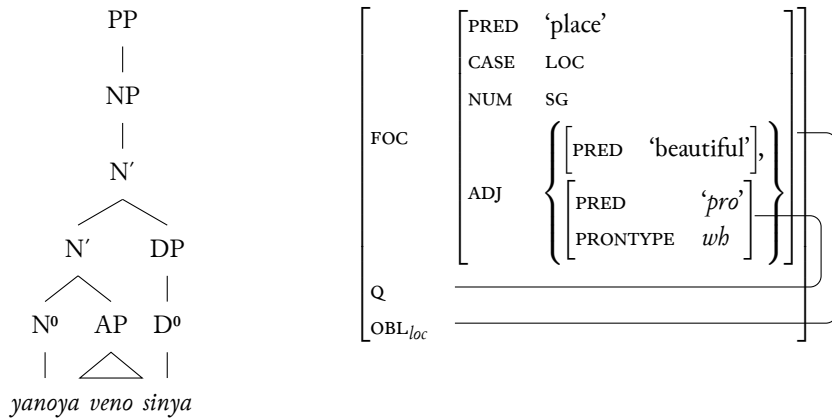 PP
NP
N′
N′ DP
N⁰ AP D⁰
yanoya veno sinya
FOC
PRED ‘place’
CASE LOC
NUM SG
ADJ
PRED ‘beautiful’,
PRED ‘pro’
PRONTYPE wh
Q
OBLloc